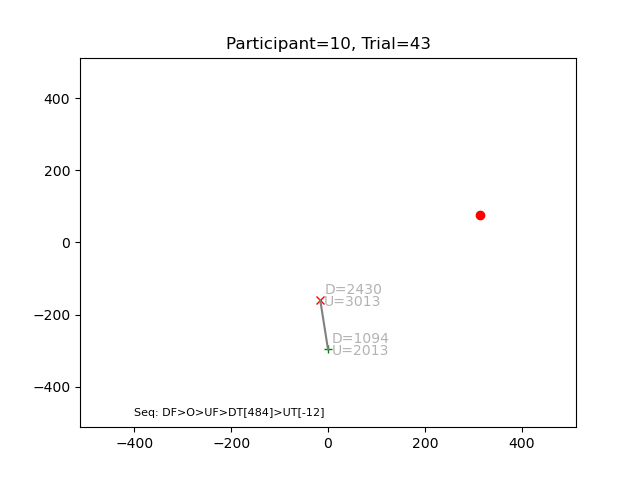 Participant=10, Trial=43
400
200
0
−200
−400
D=2430
U=3013
D=1094
U=2013
Seq: DF>O>UF>DT[484]>UT[-12]
−400
−200
0
200
400